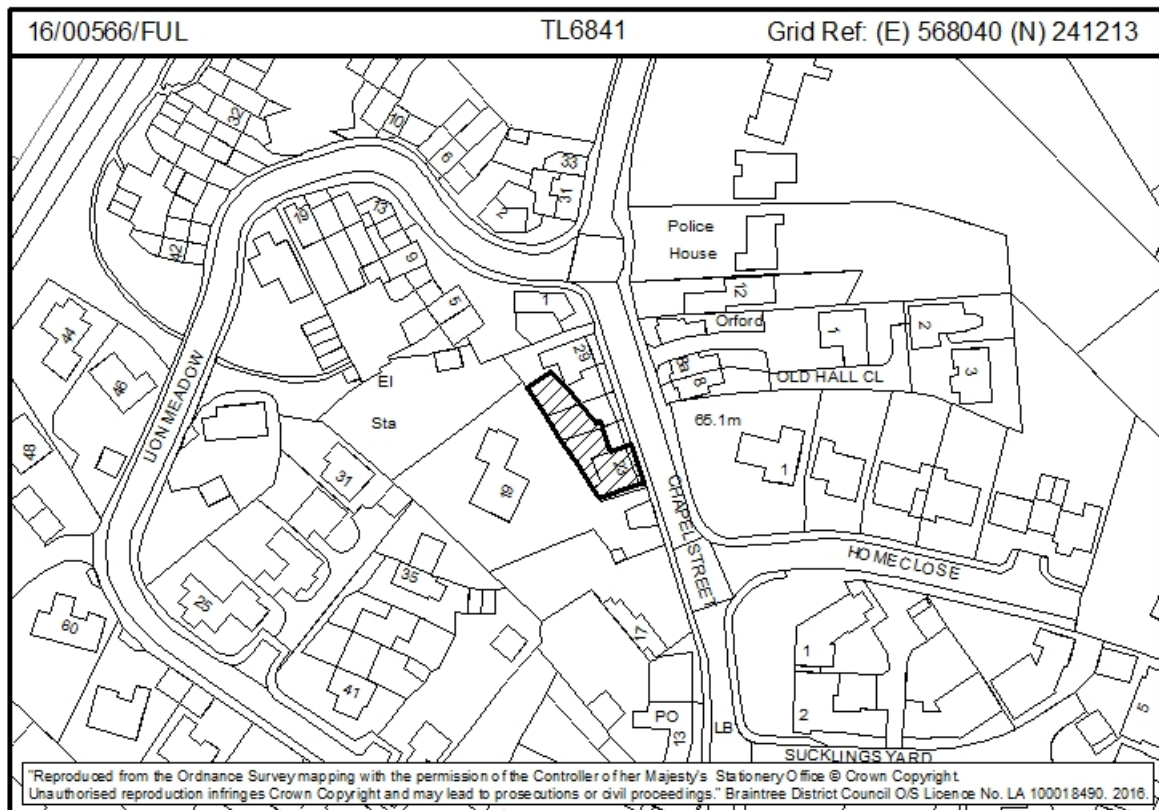 16/00566/FUL TL6841 Grid Ref: (E) 568040 (N) 241213
32
10
6
33
31
2
19
13
9
5
42
Police
House
12
Orford
1
1
2
3
29
8a
8
OLD HALL CL
44
46
LION MEADOW
El
Sta
65.1m
48
49
23
1
31
CHAPEL STREET
HOME CLOSE
35
25
60
17
41
1
2
PO
13
LB
5
SUCKLINGS YARD
"Reproduced from the Ordnance Survey mapping with the permission of the Controller of her Majesty's Stationery Office © Crown Copyright.
Unauthorised reproduction infringes Crown Copyright and may lead to prosecutions or civil proceedings." Braintree District Council O/S Licence No. LA 100018490. 2016.